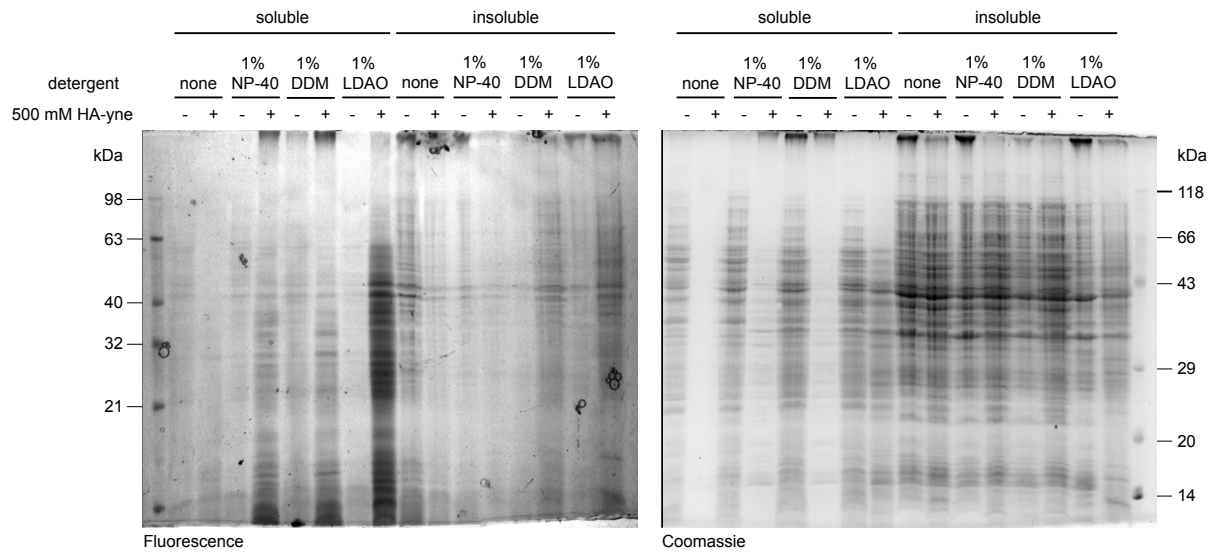 soluble insoluble soluble insoluble
1% 1% 1% 1% 1% 1% 1% 1% 1% 1% 1% 1%
detergent none NP-40 DDM LDAO none NP-40 DDM LDAO none NP-40 DDM LDAO none NP-40 DDM LDAO
500 mM HA-yne - + - + - + - + - + - + - + - + - + - + - + - + - + - + - + - +
kDa kDa
98 118
63 66
40 43
32 29
21 20
14
Fluorescence Coomassie